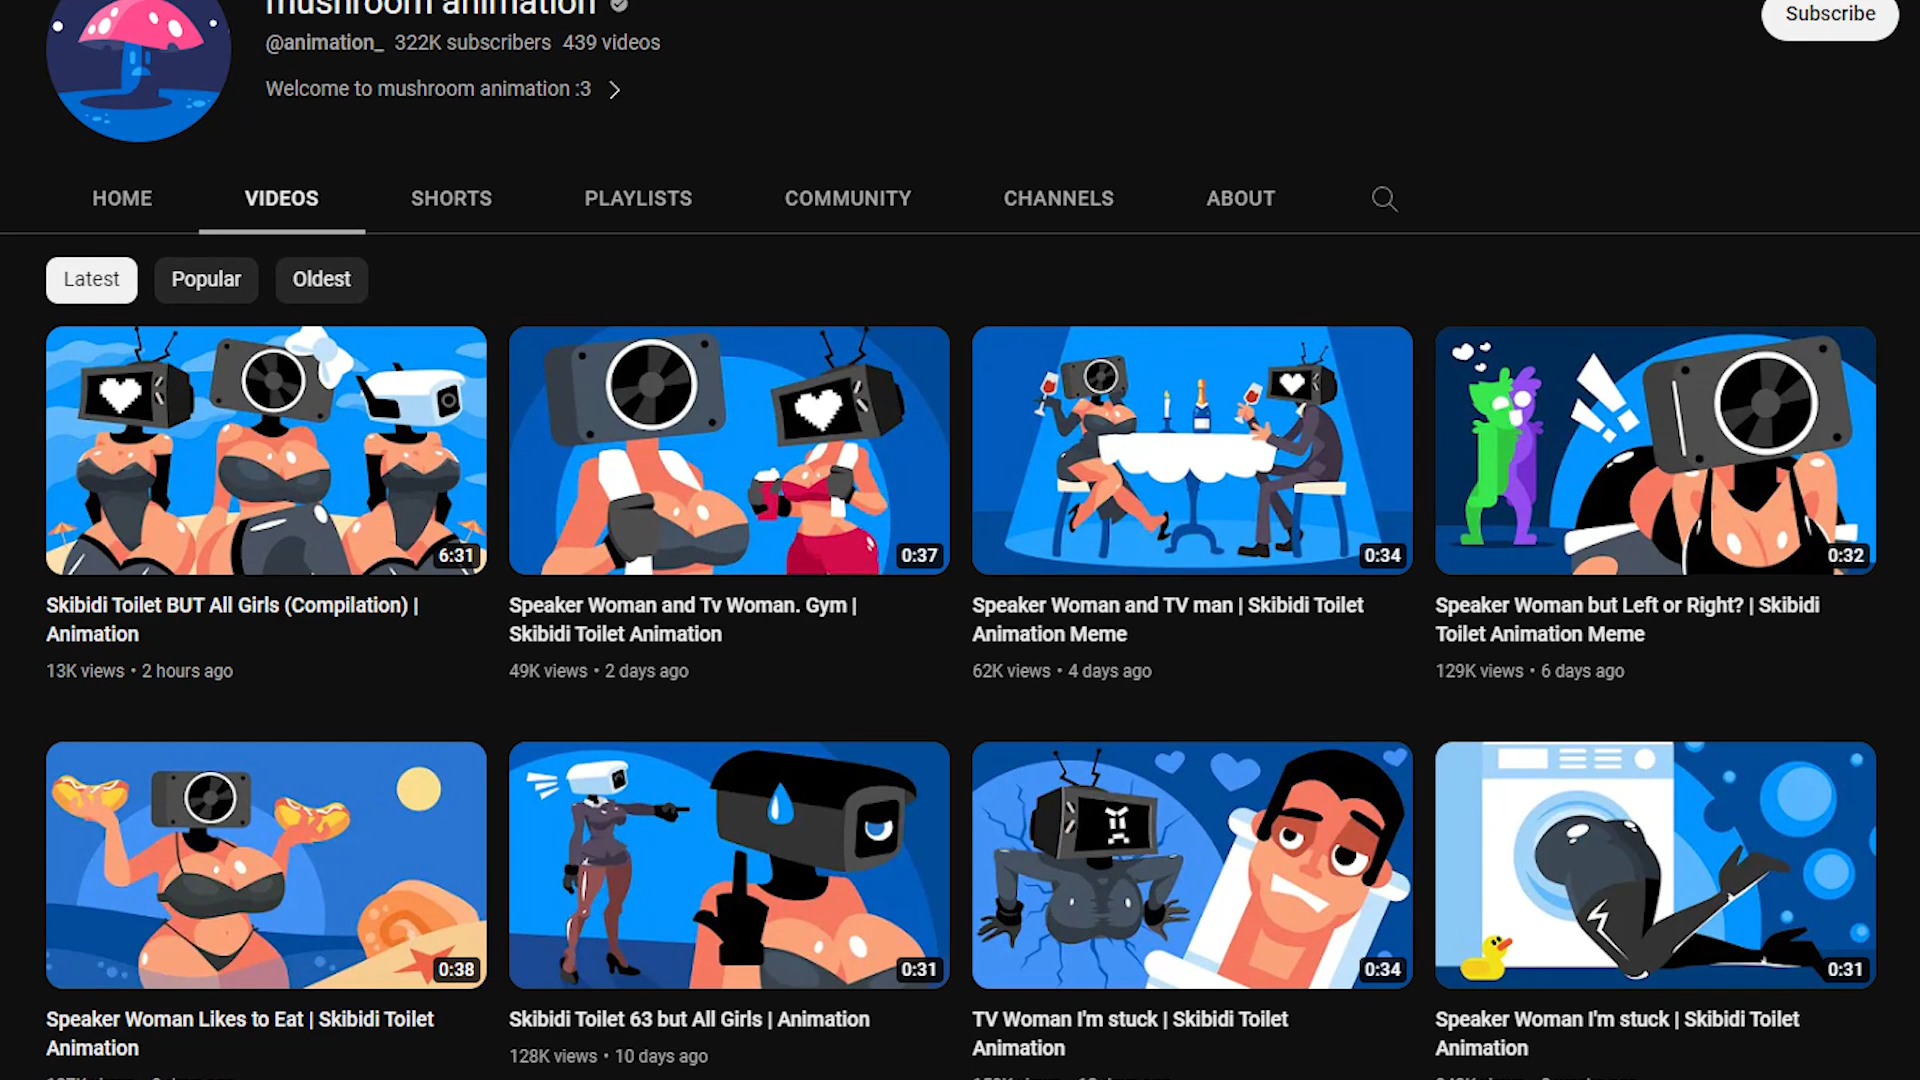 mushroom animation
@animation_ 322K subscribers 439 videos
Subscribe
Welcome to mushroom animation :3
HOME VIDEOS SHORTS PLAYLISTS COMMUNITY CHANNELS ABOUT
Latest Popular Oldest
6:31
0:37
0:34
0:32
Skibidi Toilet BUT All Girls (Compilation) |
Animation
13K views • 2 hours ago
Speaker Woman and Tv Woman. Gym |
Skibidi Toilet Animation
49K views • 2 days ago
Speaker Woman and TV man | Skibidi Toilet
Animation Meme
62K views • 4 days ago
Speaker Woman but Left or Right? | Skibidi
Toilet Animation Meme
129K views • 6 days ago
0:38
0:31
0:34
0:31
Speaker Woman Likes to Eat | Skibidi Toilet
Animation
Skibidi Toilet 63 but All Girls | Animation
128K views • 10 days ago
TV Woman I'm stuck | Skibidi Toilet
Animation
Speaker Woman I'm stuck | Skibidi Toilet
Animation